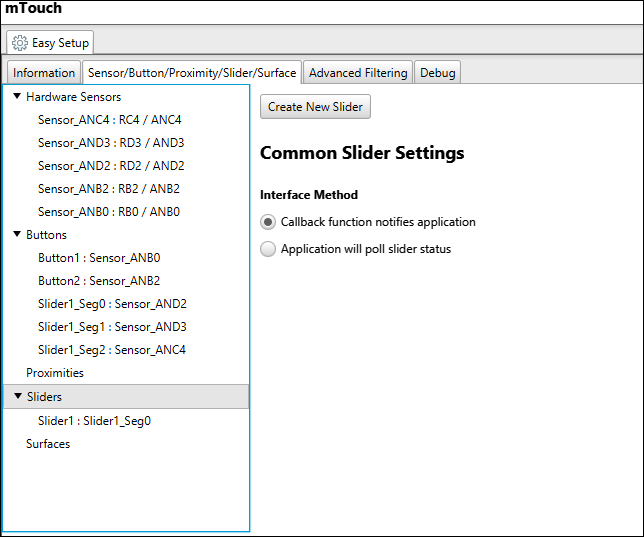 mTouch
Easy Setup
Information
Sensor/Button/Proximity/Slider/Surface
Advanced Filtering
Debug
Hardware Sensors
Sensor_ANC4 : RC4 / ANC4
Sensor_AND3 : RD3 / AND3
Sensor_AND2 : RD2 / AND2
Sensor_ANB2 : RB2 / ANB2
Sensor_ANB0 : RB0 / ANB0
Buttons
Button1 : Sensor_ANB0
Button2 : Sensor_ANB2
Slider1_Seg0 : Sensor_AND2
Slider1_Seg1 : Sensor_AND3
Slider1_Seg2 : Sensor_ANC4
Proximities
Sliders
Slider1 : Slider1_Seg0
Surfaces
Create New Slider
Common Slider Settings
Interface Method
Callback function notifies application
Application will poll slider status